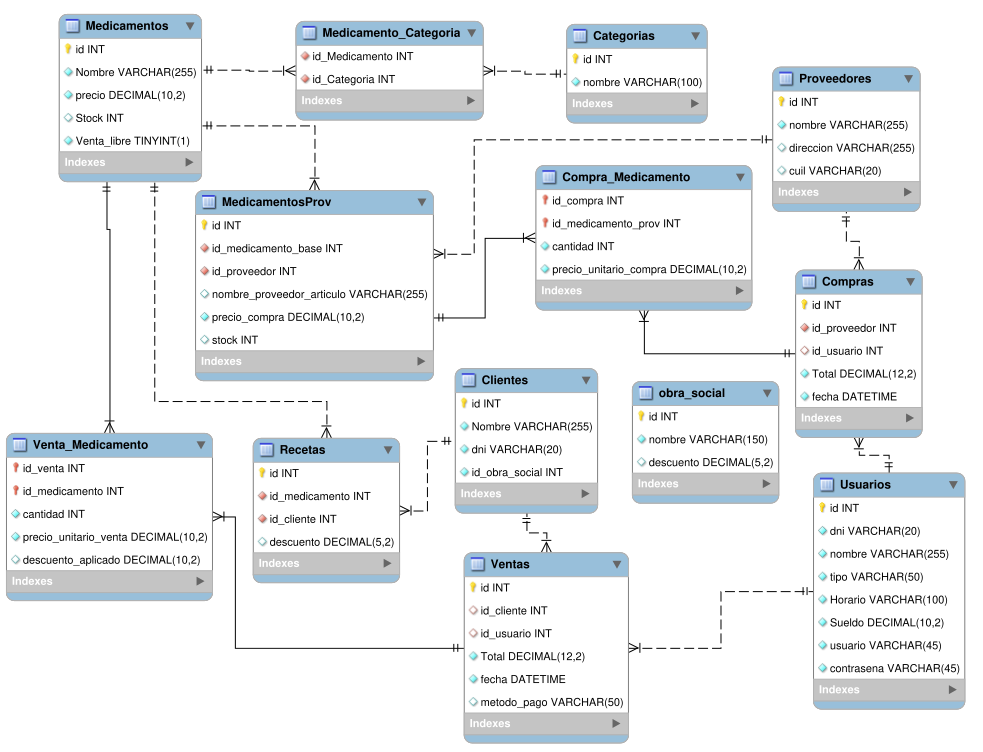 Medicamentos
id INT
Nombre VARCHAR(255)
precio DECIMAL(10,2)
Stock INT
Venta_libre TINYINT(1)
Indexes
Medicamento_Categoria
id_Medicamento INT
id_Categoria INT
Indexes
Categorias
id INT
nombre VARCHAR(100)
Indexes
Proveedores
id INT
nombre VARCHAR(255)
direccion VARCHAR(255)
cuil VARCHAR(20)
Indexes
MedicamentosProv
id INT
id_medicamento_base INT
id_proveedor INT
nombre_proveedor_articulo VARCHAR(255)
precio_compra DECIMAL(10,2)
stock INT
Indexes
Compra_Medicamento
id_compra INT
id_medicamento_prov INT
cantidad INT
precio_unitario_compra DECIMAL(10,2)
Indexes
Compras
id INT
id_proveedor INT
id_usuario INT
Total DECIMAL(12,2)
fecha DATETIME
Indexes
Clientes
id INT
Nombre VARCHAR(255)
dni VARCHAR(20)
id_obra_social INT
Indexes
obra_social
id INT
nombre VARCHAR(150)
descuento DECIMAL(5,2)
Indexes
Venta_Medicamento
id_venta INT
id_medicamento INT
cantidad INT
precio_unitario_venta DECIMAL(10,2)
descuento_aplicado DECIMAL(10,2)
Indexes
Recetas
id INT
id_medicamento INT
id_cliente INT
descuento DECIMAL(5,2)
Indexes
Ventas
id INT
id_cliente INT
id_usuario INT
Total DECIMAL(12,2)
fecha DATETIME
metodo_pago VARCHAR(50)
Indexes
Usuarios
id INT
dni VARCHAR(20)
nombre VARCHAR(255)
tipo VARCHAR(50)
Horario VARCHAR(100)
Sueldo DECIMAL(10,2)
usuario VARCHAR(45)
contrasena VARCHAR(45)
Indexes